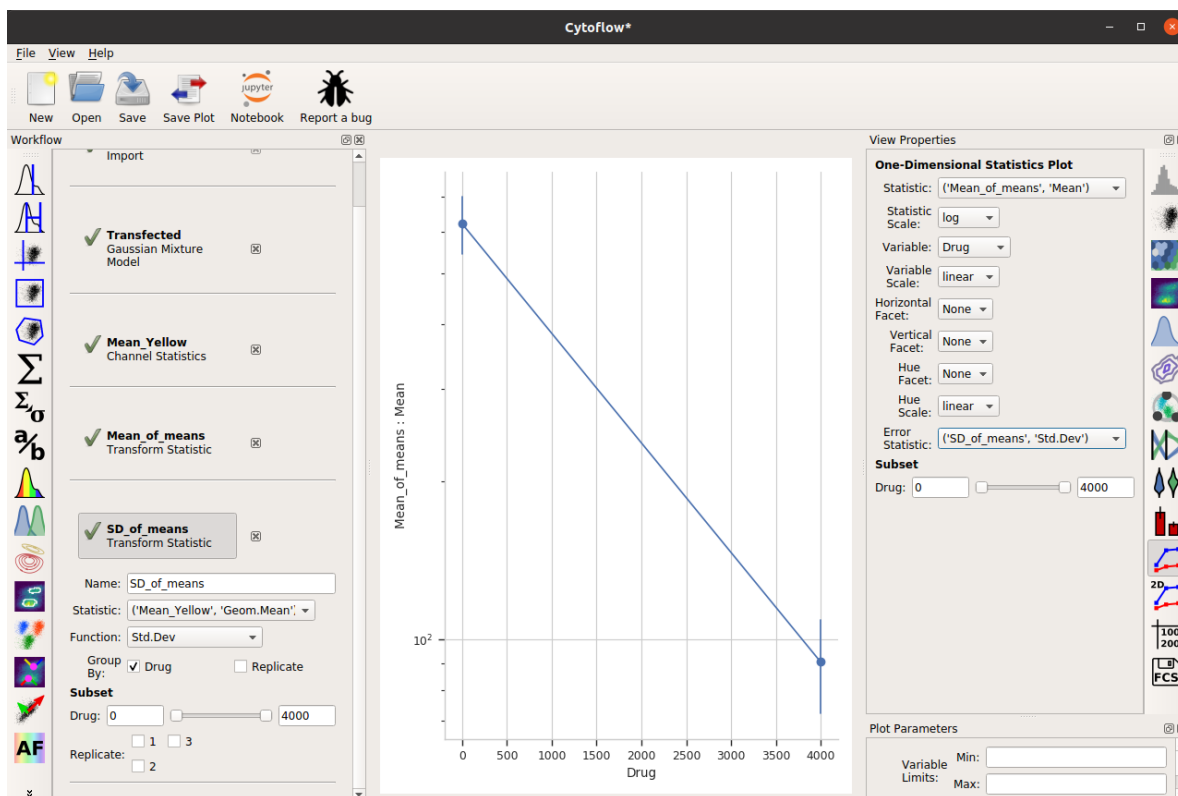 Cytoflow*
File View Help
New Open Save Save Plot Notebook Report a bug
jupyter
Workflow
Import
Transfected
Gaussian Mixture
Model
Mean_Yellow
Channel Statistics
Mean_of_means
Transform Statistic
SD_of_means
Transform Statistic
Name: SD_of_means
Statistic: ('Mean_Yellow', 'Geom.Mean')
Function: Std.Dev
Group
By: Drug Replicate
Subset
Drug: 0 4000
Replicate: 1 3
2
Σ
Σ,σ
a/b
AF
Mean_of_means : Mean
10²
0 500 1000 1500 2000 2500 3000 3500 4000
Drug
View Properties
One-Dimensional Statistics Plot
Statistic: ('Mean_of_means', 'Mean')
Statistic
Scale: log
Variable: Drug
Variable
Scale: linear
Horizontal
Facet: None
Vertical
Facet: None
Hue
Facet: None
Hue
Scale: linear
Error
Statistic: ('SD_of_means', 'Std.Dev')
Subset
Drug: 0 4000
2D
100
200
FCS
Plot Parameters
Variable
Limits:
Min:
Max: